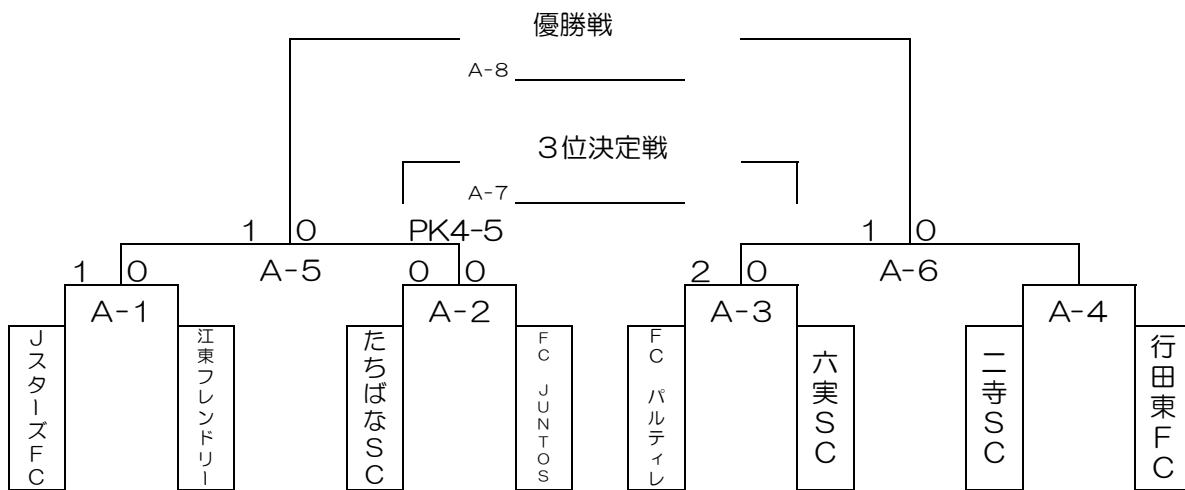 優勝戦
A-8
3位決定戦
A-7
1 0 PK4-5 1 0
1 0 A-5 0 0 2 0 A-6
A-1 A-2 A-3 A-4
JスターズFC
江東フレンドリー
たちばなSC
FC JUNTOS
FC パルティレ
六実SC
二寺SC
行田東FC